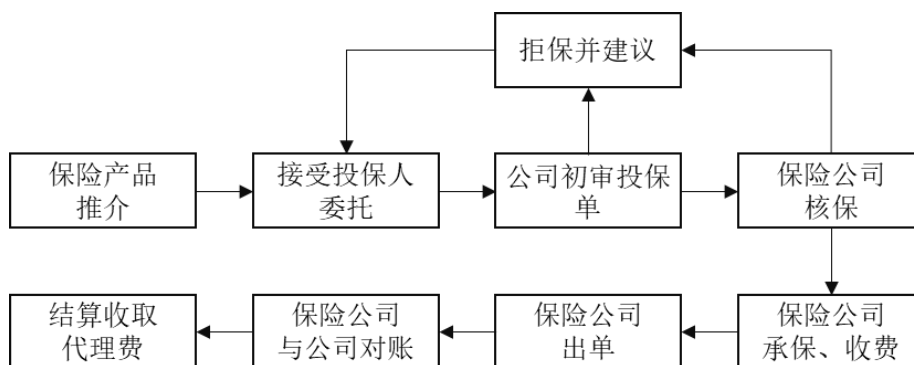 拒保并建议
保险产品
推介
接受投保人
委托
公司初审投保
单
保险公司
核保
结算收取
代理费
保险公司
与公司对账
保险公司
出单
保险公司
承保、收费